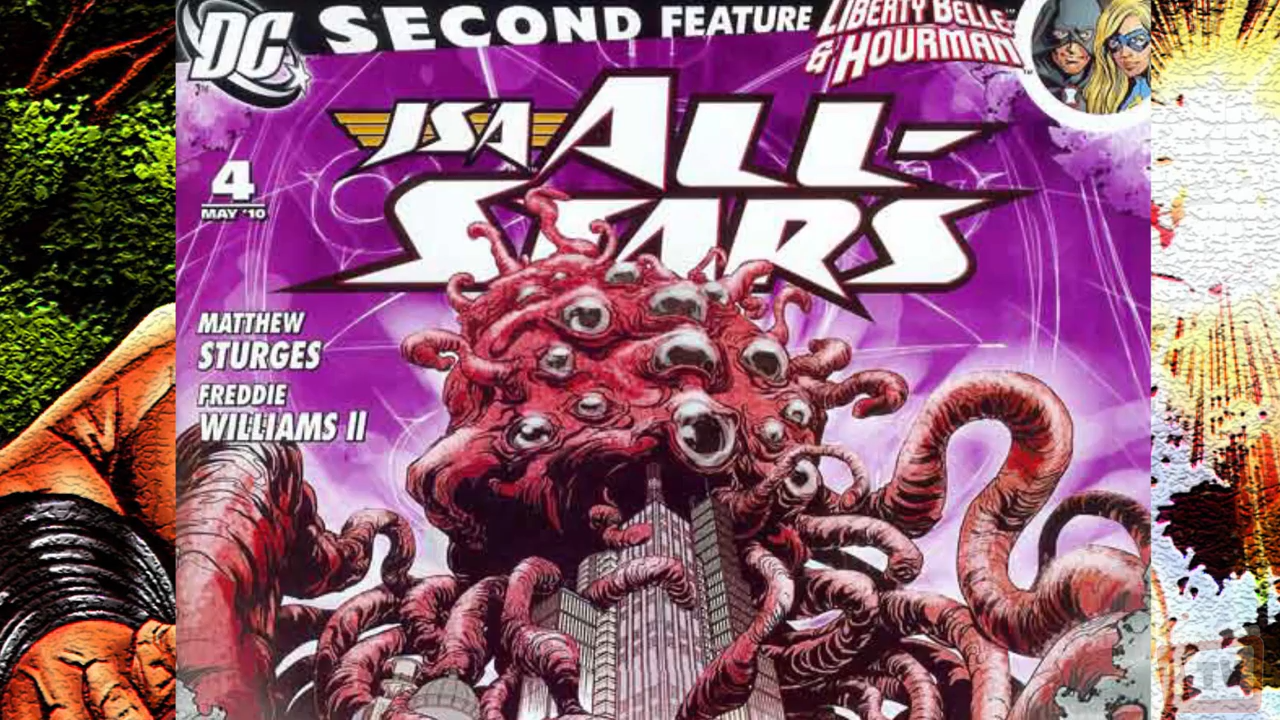 DC
SECOND FEATURE
LIBERTY BELLE
& HOURMAN
JSA ALL-
STARS
4
MAY '10
MATTHEW
STURGES
FREDDIE
WILLIAMS II